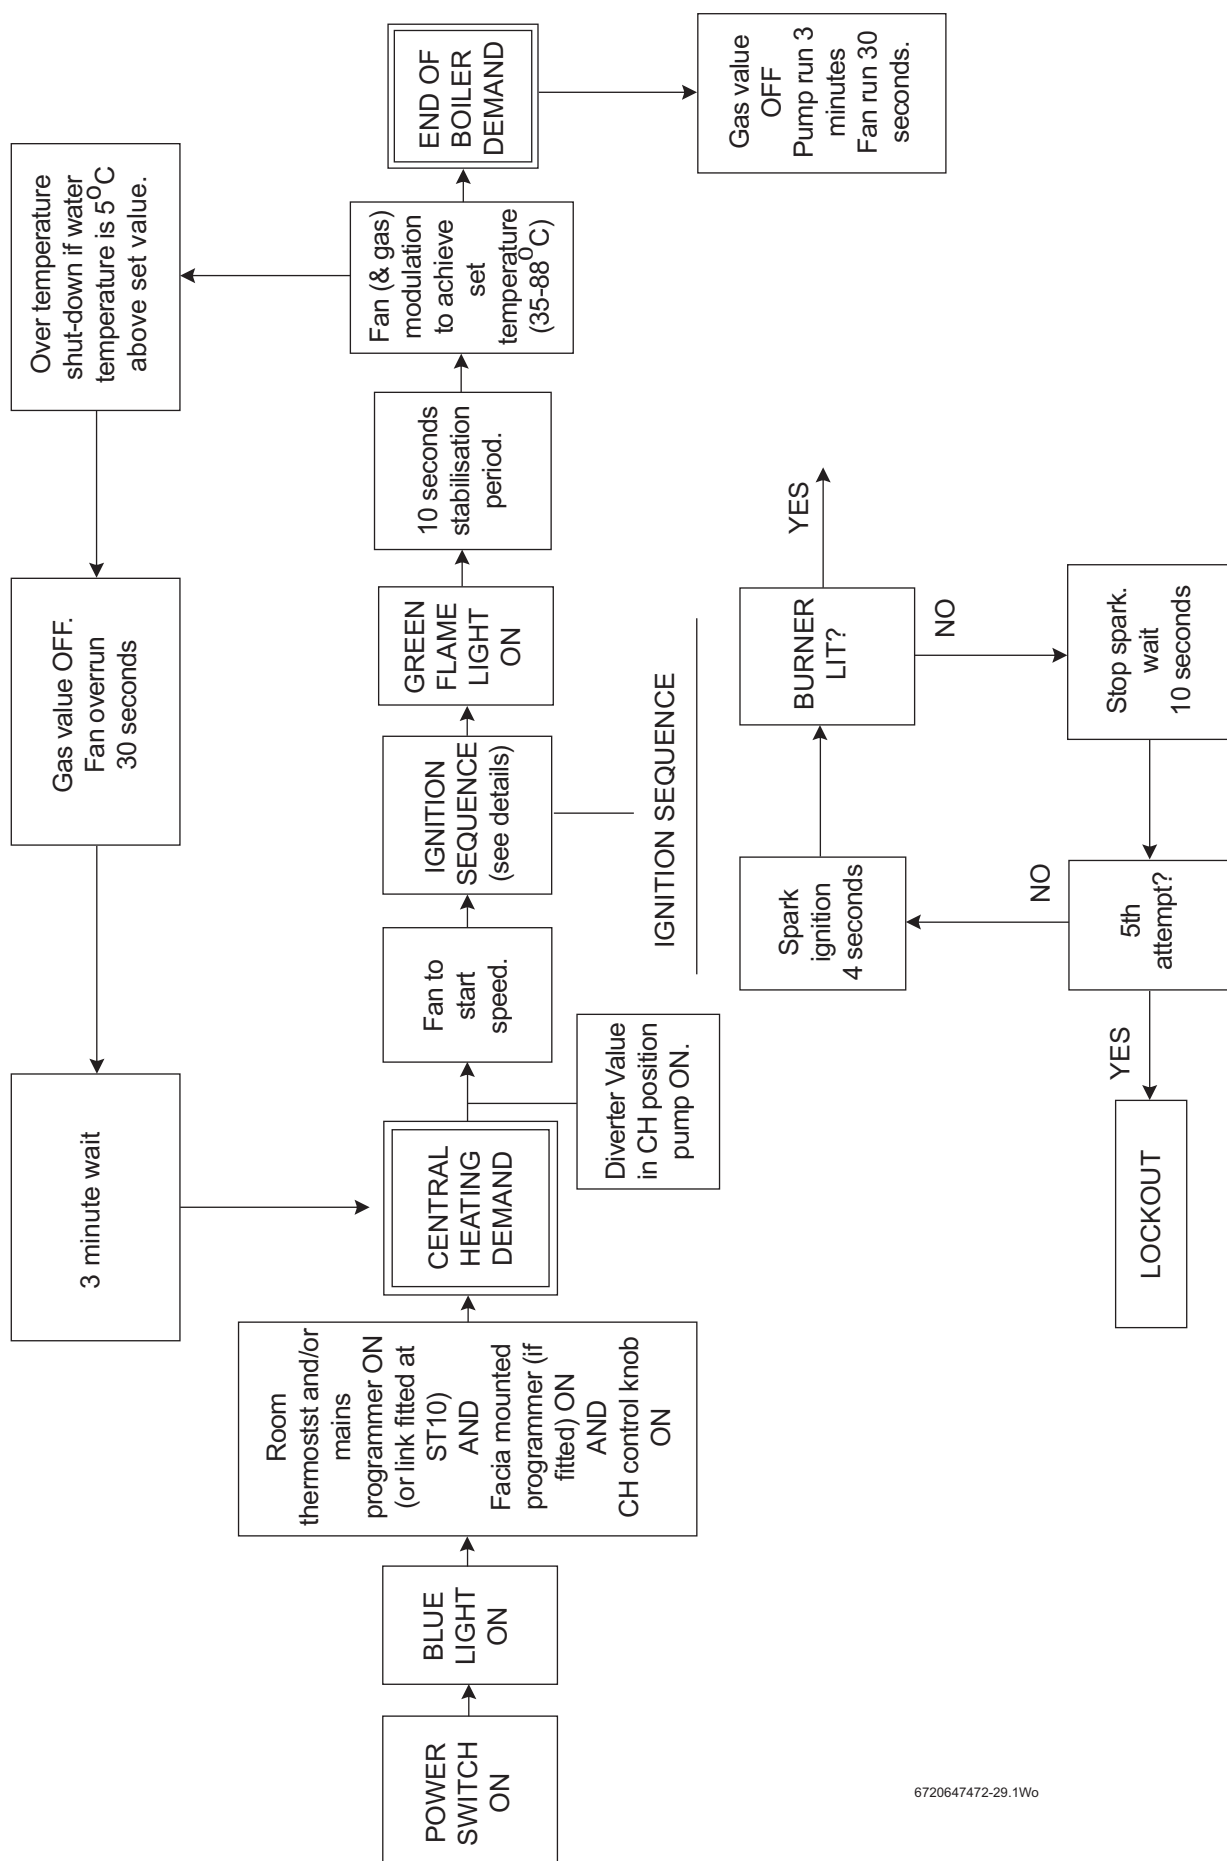 POWER
SWITCH
ON
BLUE
LIGHT
ON
Room
thermostst and/or
mains
programmer ON
(or link fitted at
ST10)
AND
Facia mounted
programmer (if
fitted) ON
AND
CH control knob
ON
CENTRAL
HEATING
DEMAND
Diverter Value
in CH position
pump ON.
Fan to
start
speed.
IGNITION
SEQUENCE
(see details)
GREEN
FLAME
LIGHT
ON
10 seconds
stabilisation
period.
Fan (& gas)
modulation
to achieve
set
temperature
(35-88°C)
END OF
BOILER
DEMAND
Gas value
OFF
Pump run 3
minutes
Fan run 30
seconds.
Over temperature
shut-down if water
temperature is 5°C
above set value.
Gas value OFF.
Fan overrun
30 seconds
3 minute wait
IGNITION SEQUENCE
Spark
ignition
4 seconds
BURNER
LIT?
YES
NO
Stop spark.
wait
10 seconds
5th
attempt?
NO
YES
LOCKOUT
6720647472-29.1Wo